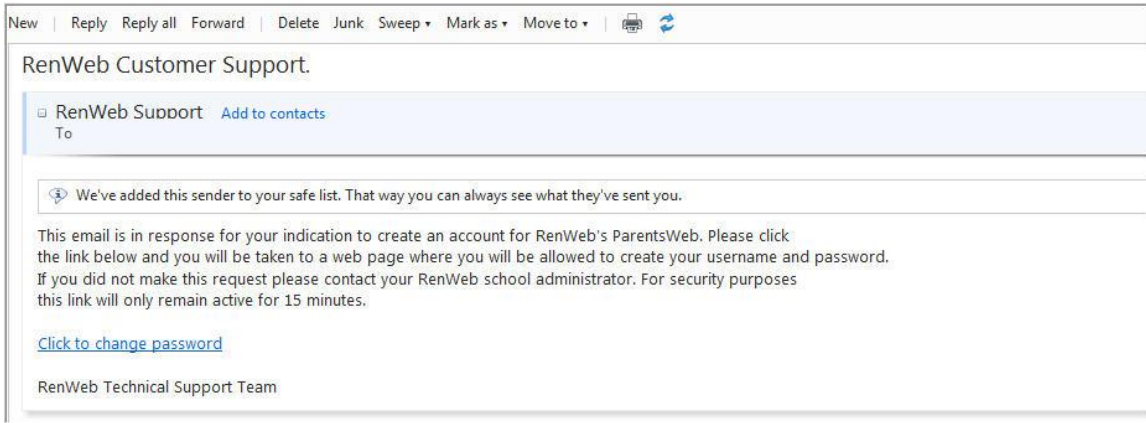 New | Reply Reply all Forward | Delete Junk Sweep ▾ Mark as ▾ Move to ▾ |
RenWeb Customer Support.
RenWeb Support Add to contacts
To
We've added this sender to your safe list. That way you can always see what they've sent you.
This email is in response for your indication to create an account for RenWeb's ParentsWeb. Please click
the link below and you will be taken to a web page where you will be allowed to create your username and password.
If you did not make this request please contact your RenWeb school administrator. For security purposes
this link will only remain active for 15 minutes.
Click to change password
RenWeb Technical Support Team